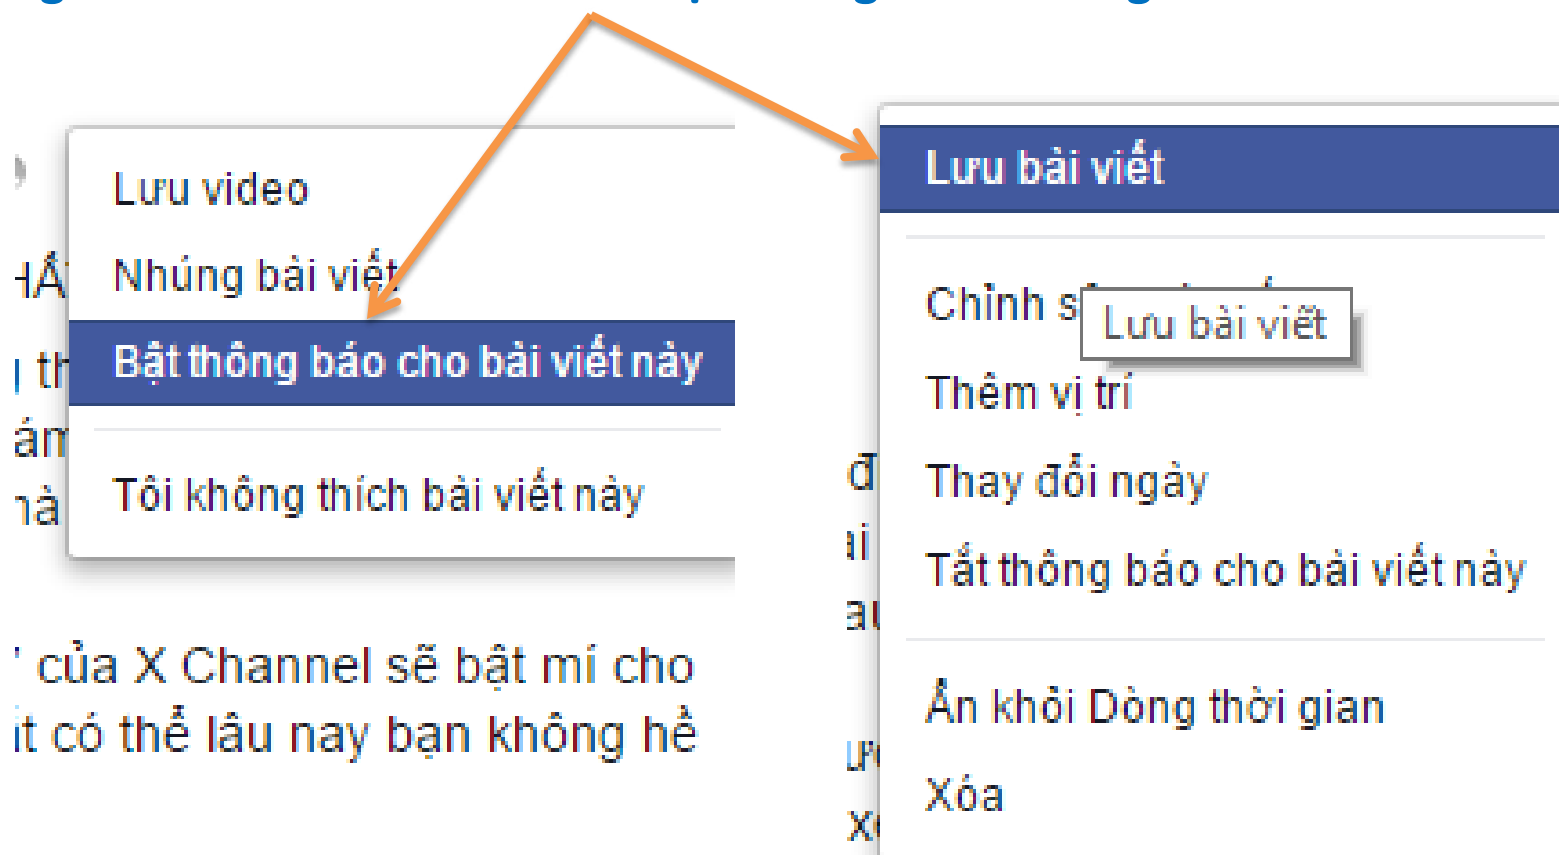 Lưu video
Nhúng bài viết
Bật thông báo cho bài viết này
Tôi không thích bài viết này
của X Channel sẽ bật mí cho
có thể lâu nay bạn không hề
Lưu bài viết
Chỉnh
Lưu bài viết
Thêm vị trí
Thay đổi ngày
Tắt thông báo cho bài viết này
Ẩn khỏi Dòng thời gian
Xóa